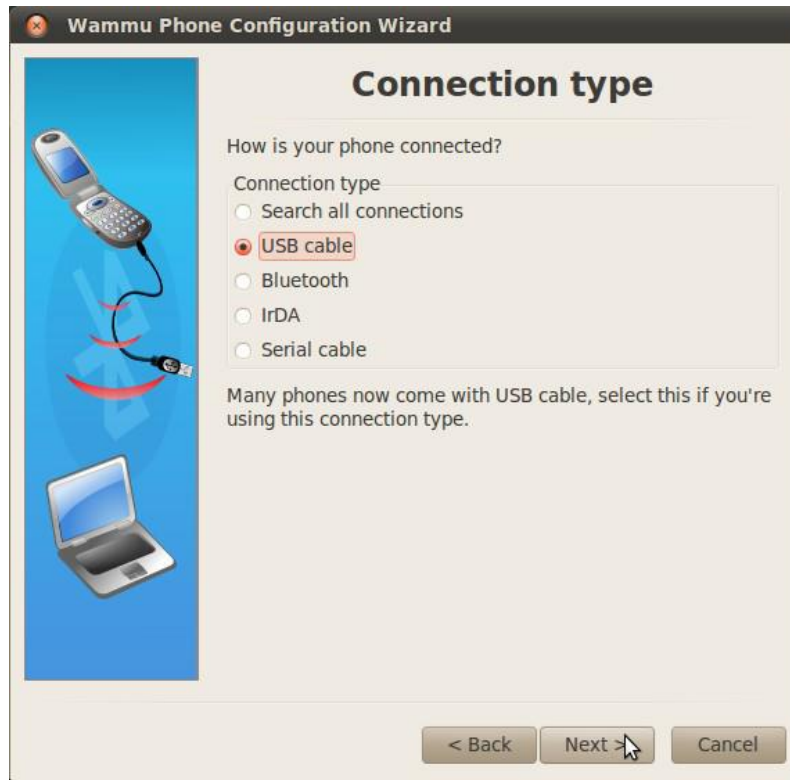 Wammu Phone Configuration Wizard
Connection type
How is your phone connected?
Connection type
Search all connections
USB cable
Bluetooth
IrDA
Serial cable
Many phones now come with USB cable, select this if you're
using this connection type.
< Back Next > Cancel